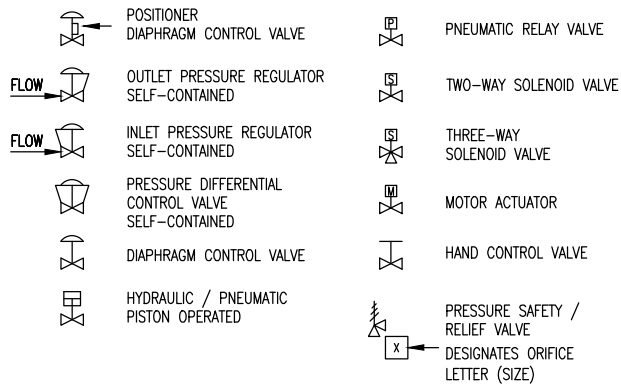 POSITIONER
DIAPHRAGM CONTROL VALVE
FLOW
OUTLET PRESSURE REGULATOR
SELF-CONTAINED
FLOW
INLET PRESSURE REGULATOR
SELF-CONTAINED
PRESSURE DIFFERENTIAL
CONTROL VALVE
SELF-CONTAINED
DIAPHRAGM CONTROL VALVE
HYDRAULIC / PNEUMATIC
PISTON OPERATED
P
PNEUMATIC RELAY VALVE
S
TWO-WAY SOLENOID VALVE
S
THREE-WAY
SOLENOID VALVE
M
MOTOR ACTUATOR
HAND CONTROL VALVE
PRESSURE SAFETY /
RELIEF VALVE
X
DESIGNATES ORIFICE
LETTER (SIZE)